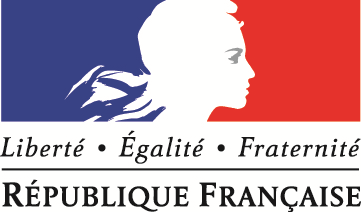 Liberté • Égalité • Fraternité
RÉPUBLIQUE FRANÇAISE